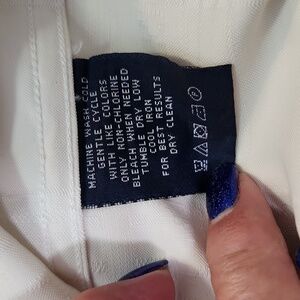 MACHINE WASH COLD
GENTLE CYCLE
WITH LIKE COLORS
ONLY NON-CHLORINE
BLEACH WHEN NEEDED
TUMBLE DRY LOW
COOL IRON
FOR BEST RESULTS
DRY CLEAN